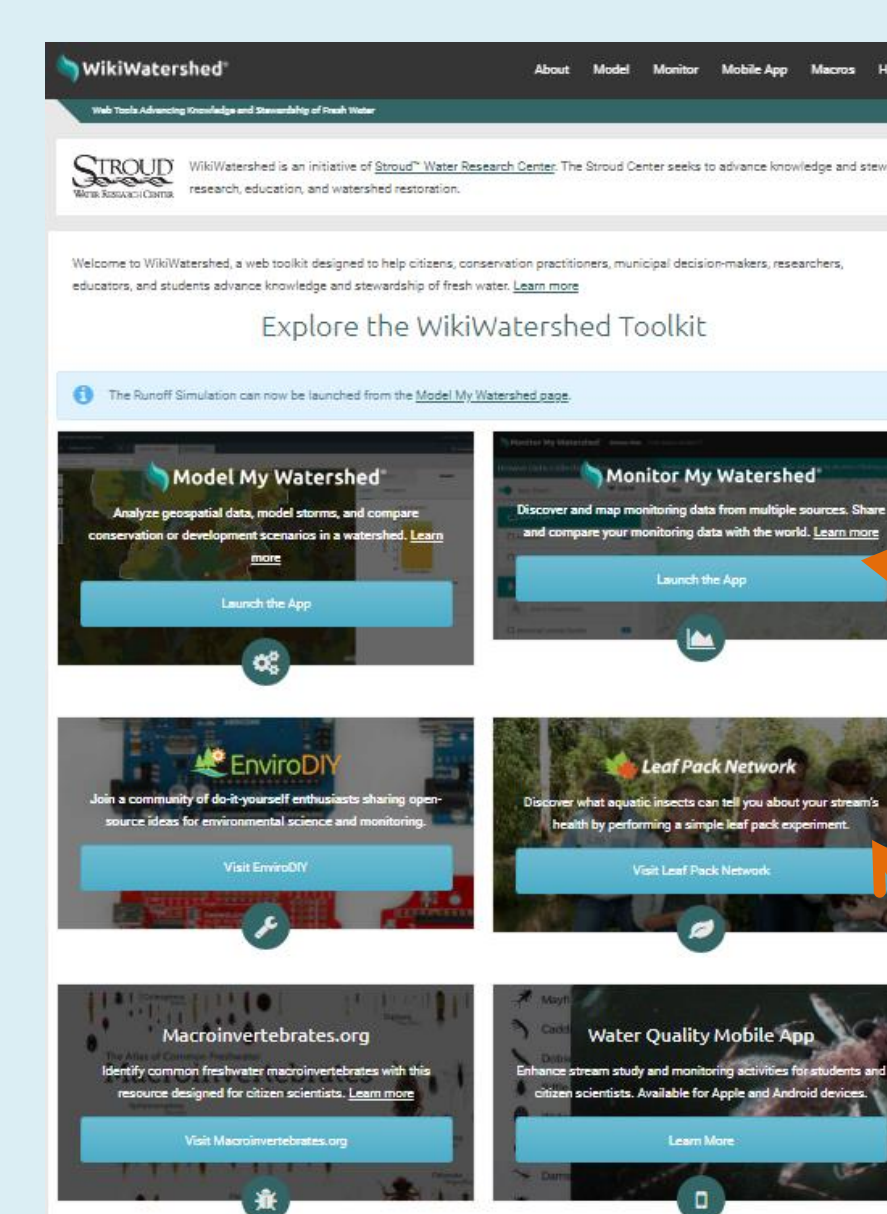 WikiWatershed®
About Model Monitor Mobile App Macros H
Web Tools Advancing Knowledge and Stewardship of Fresh Water
STROUD
WATER RESEARCH CENTER
WikiWatershed is an initiative of Stroud™ Water Research Center. The Stroud Center seeks to advance knowledge and stew
research, education, and watershed restoration.
Welcome to WikiWatershed, a web toolkit designed to help citizens, conservation practitioners, municipal decision-makers, researchers,
educators, and students advance knowledge and stewardship of fresh water. Learn more
Explore the WikiWatershed Toolkit
The Runoff Simulation can now be launched from the Model My Watershed page.
Model My Watershed®
Analyze geospatial data, model storms, and compare
conservation or development scenarios in a watershed. Learn
more
Launch the App
Monitor My Watershed®
Discover and map monitoring data from multiple sources. Share
and compare your monitoring data with the world. Learn more
Launch the App
EnviroDIY
Join a community of do-it-yourself enthusiasts sharing open-
source ideas for environmental science and monitoring.
Visit EnviroDIY
Leaf Pack Network
Discover what aquatic insects can tell you about your stream's
health by performing a simple leaf pack experiment.
Visit Leaf Pack Network
Macroinvertebrates.org
The Atlas of Common Freshwater
Macroinvertebrates
Identify common freshwater macroinvertebrates with this
resource designed for citizen scientists. Learn more
Visit Macroinvertebrates.org
Mayfl
Cadd
Dobs
Dams
Water Quality Mobile App
Enhance stream study and monitoring activities for students and
citizen scientists. Available for Apple and Android devices.
Learn More